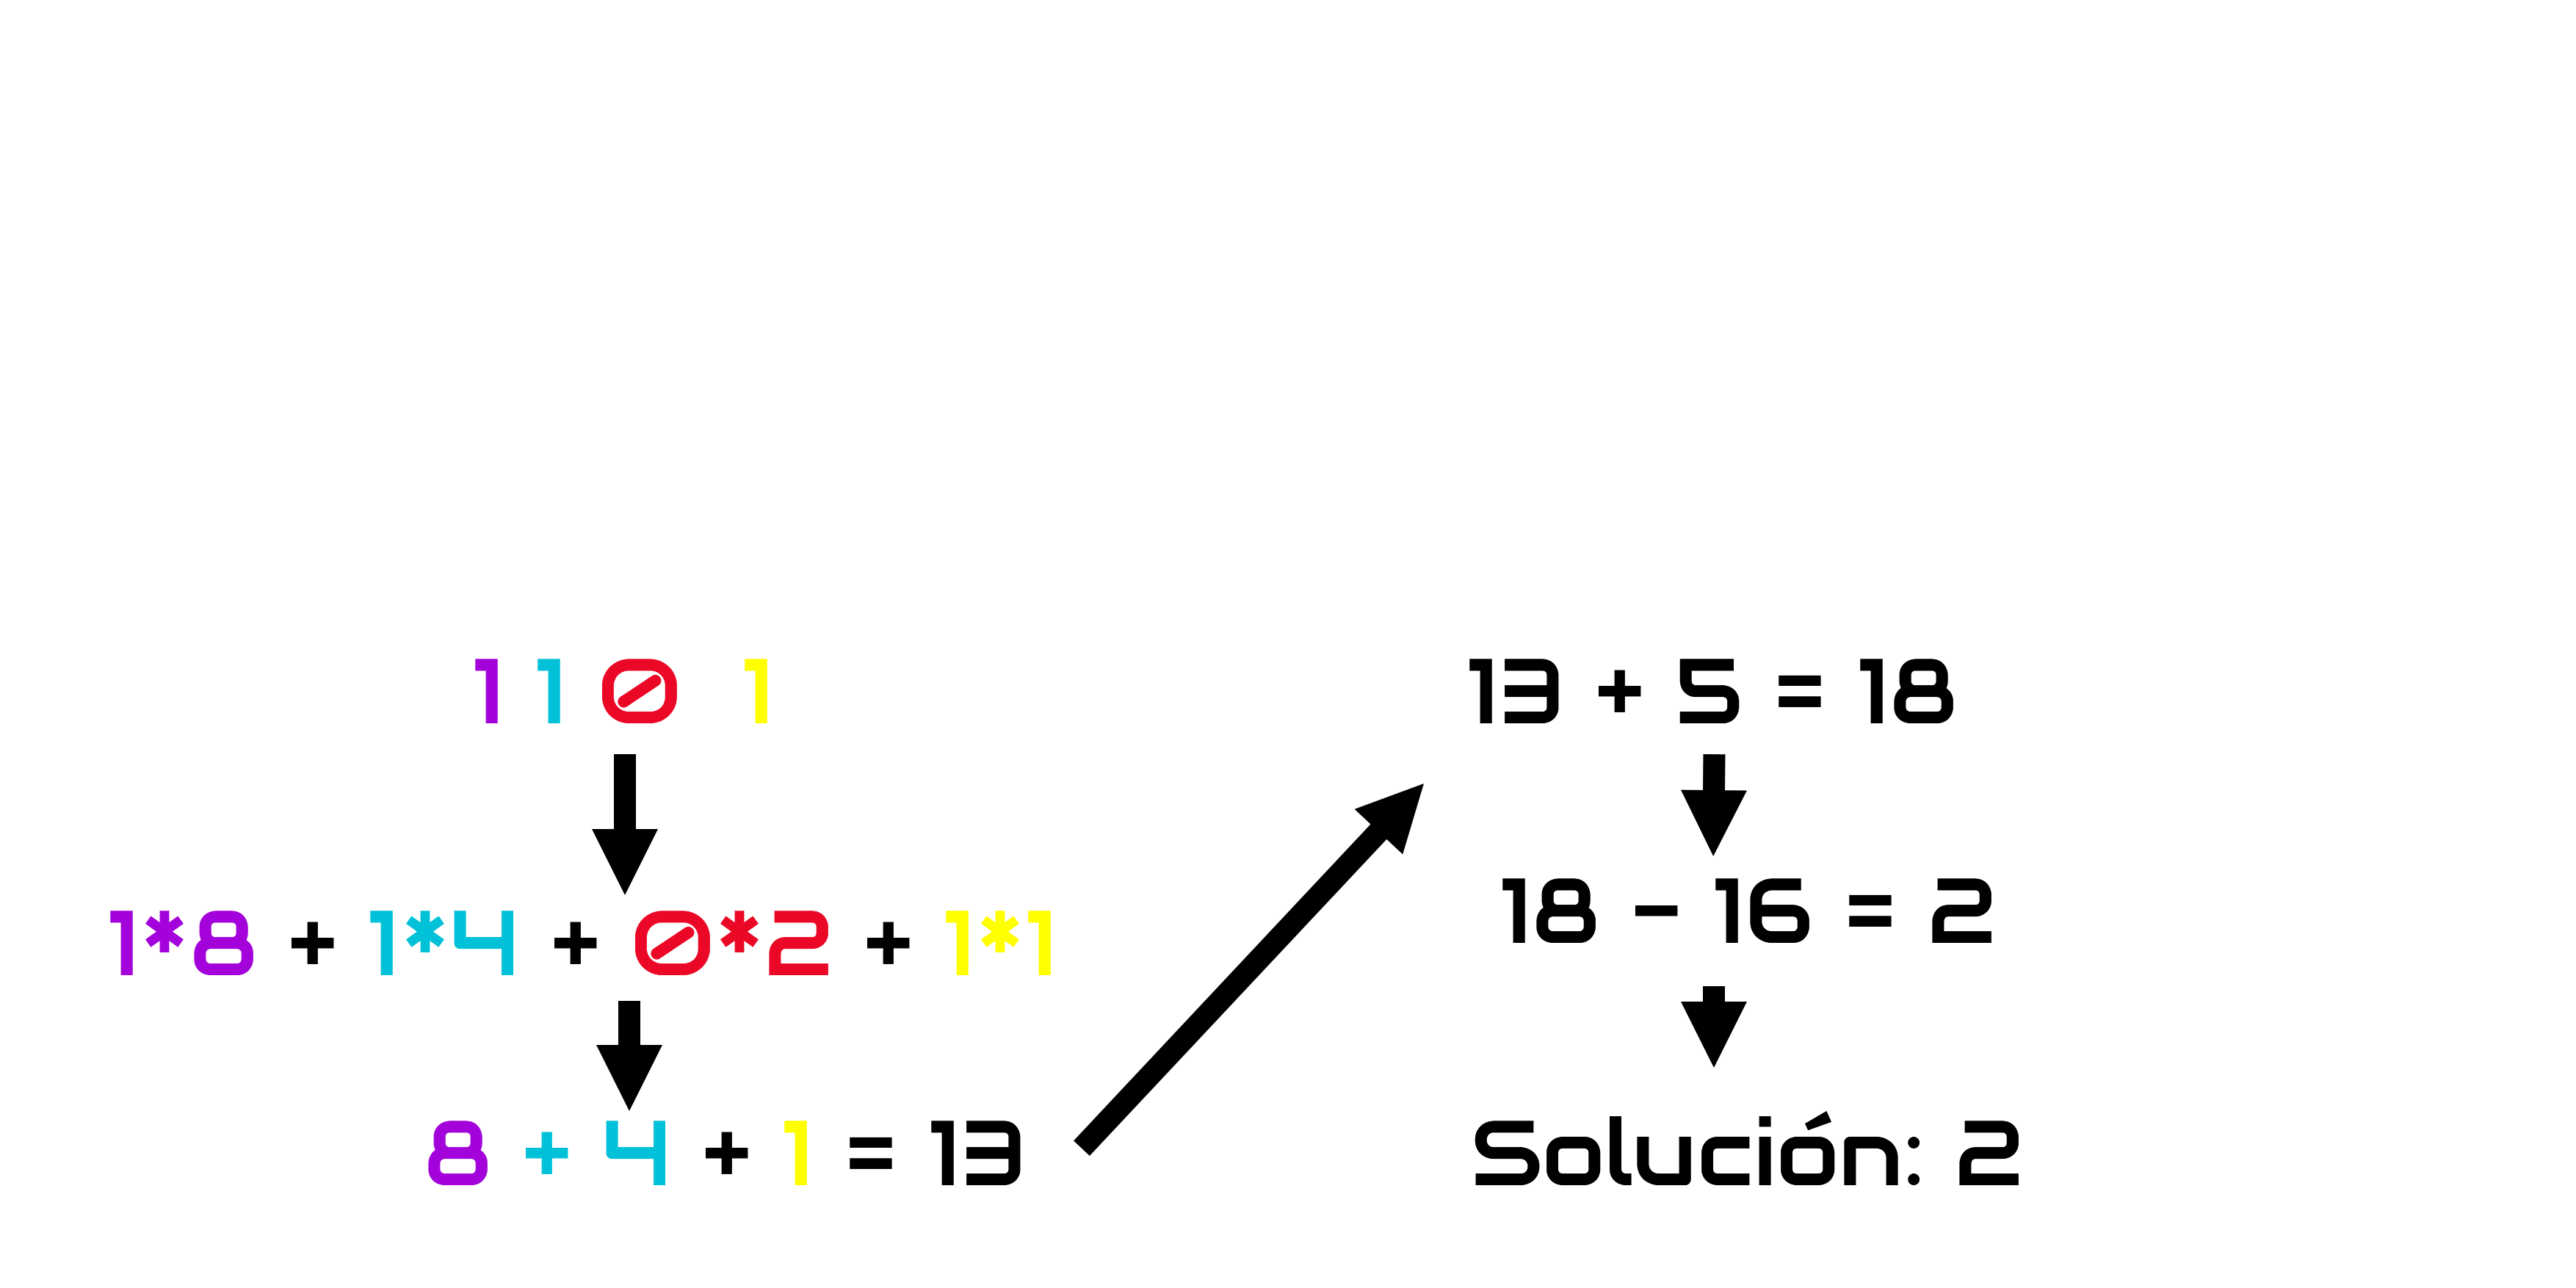 1 1 0 1
1*8 + 1*4 + 0*2 + 1*1
8 + 4 + 1 = 13
13 + 5 = 18
18 - 16 = 2
Solución: 2